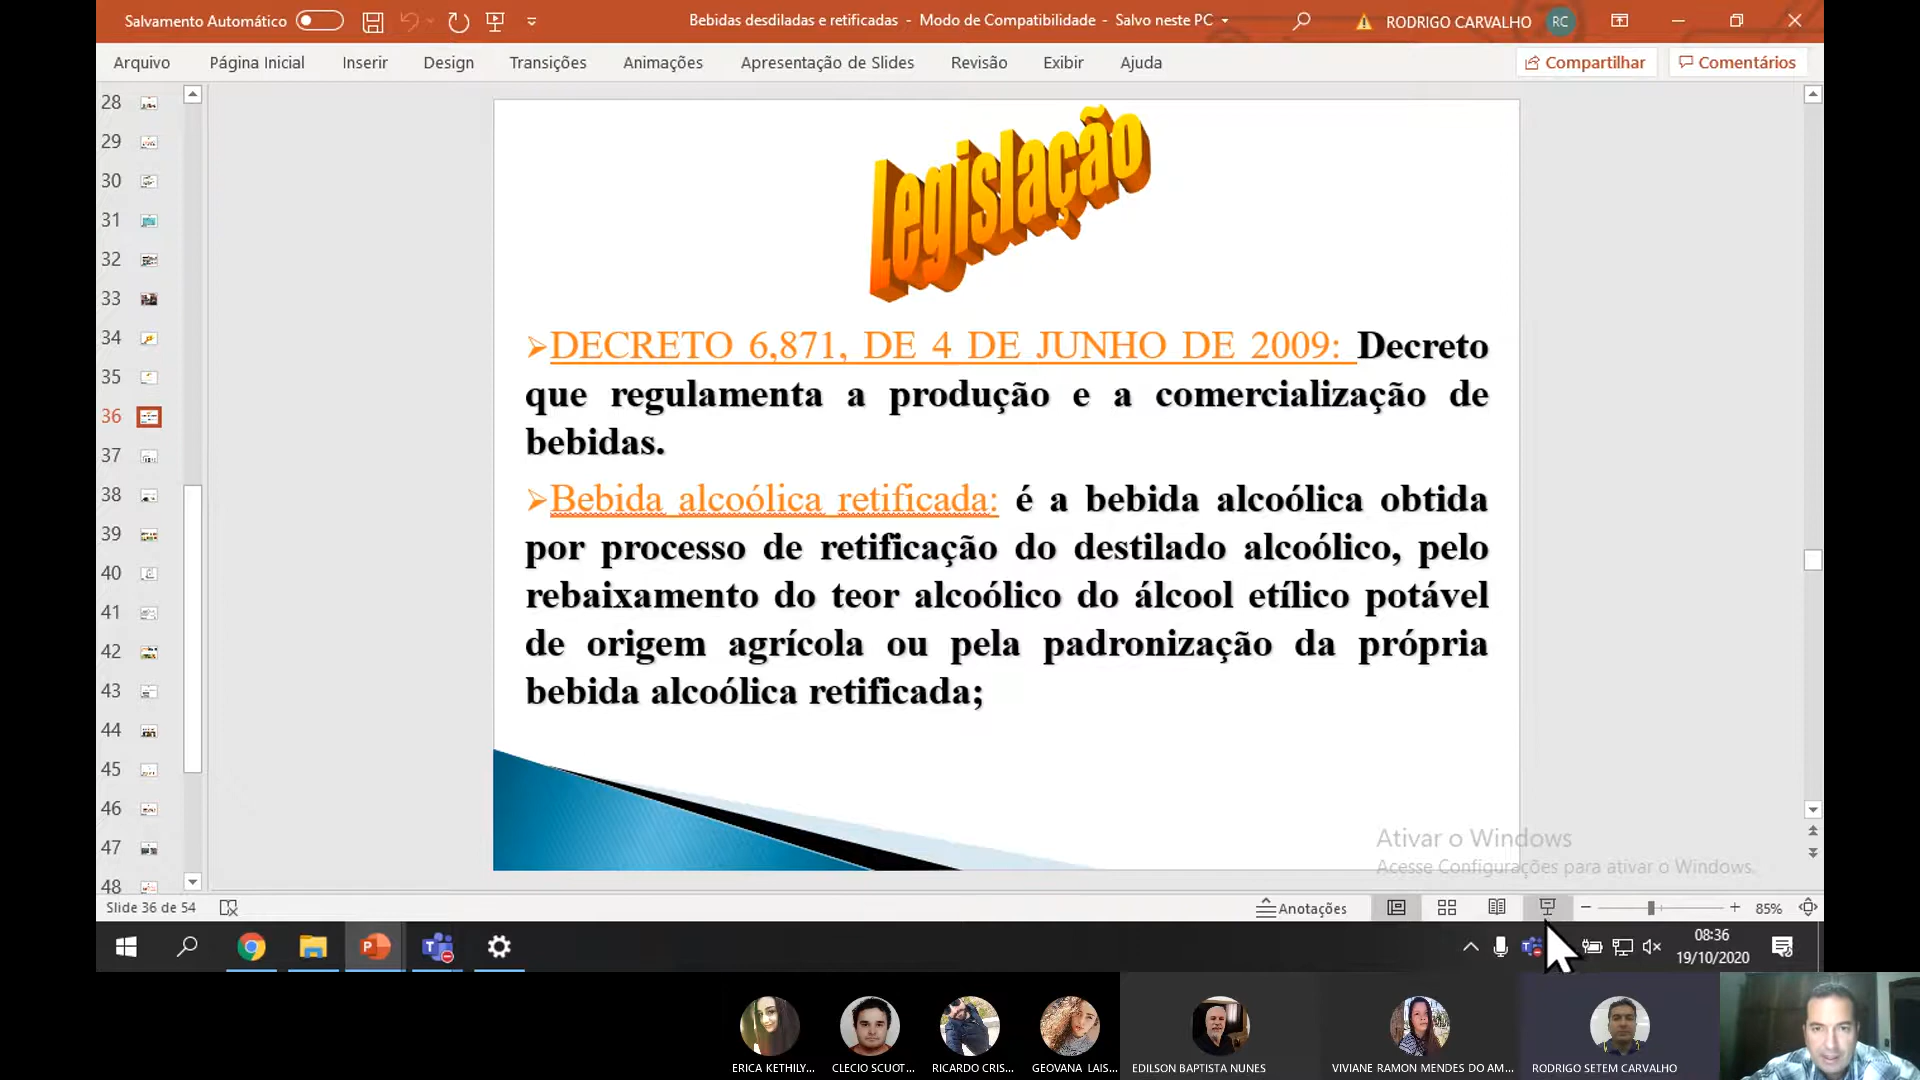 Salvamento Automático
Bebidas desdiladas e retificadas - Modo de Compatibilidade - Salvo neste PC
RODRIGO CARVALHO
RC
Arquivo Página Inicial Inserir Design Transições Animações Apresentação de Slides Revisão Exibir Ajuda
Compartilhar
Comentários
28
29
30
31
32
33
34
35
36
37
38
39
40
41
42
43
44
45
46
47
48
Legislação
➢DECRETO 6,871, DE 4 DE JUNHO DE 2009: Decreto
que regulamenta a produção e a comercialização de
bebidas.
➢Bebida alcoólica retificada: é a bebida alcoólica obtida
por processo de retificação do destilado alcoólico, pelo
rebaixamento do teor alcoólico do álcool etílico potável
de origem agrícola ou pela padronização da própria
bebida alcoólica retificada;
Ativar o Windows
Acesse Configurações para ativar o Windows.
Slide 36 de 54
Anotações
85%
08:36
19/10/2020
ERICA KETHILY...
CLECIO SCUOT...
RICARDO CRIS...
GEOVANA LAIS...
EDILSON BAPTISTA NUNES
VIVIANE RAMON MENDES DO AM...
RODRIGO SETEM CARVALHO